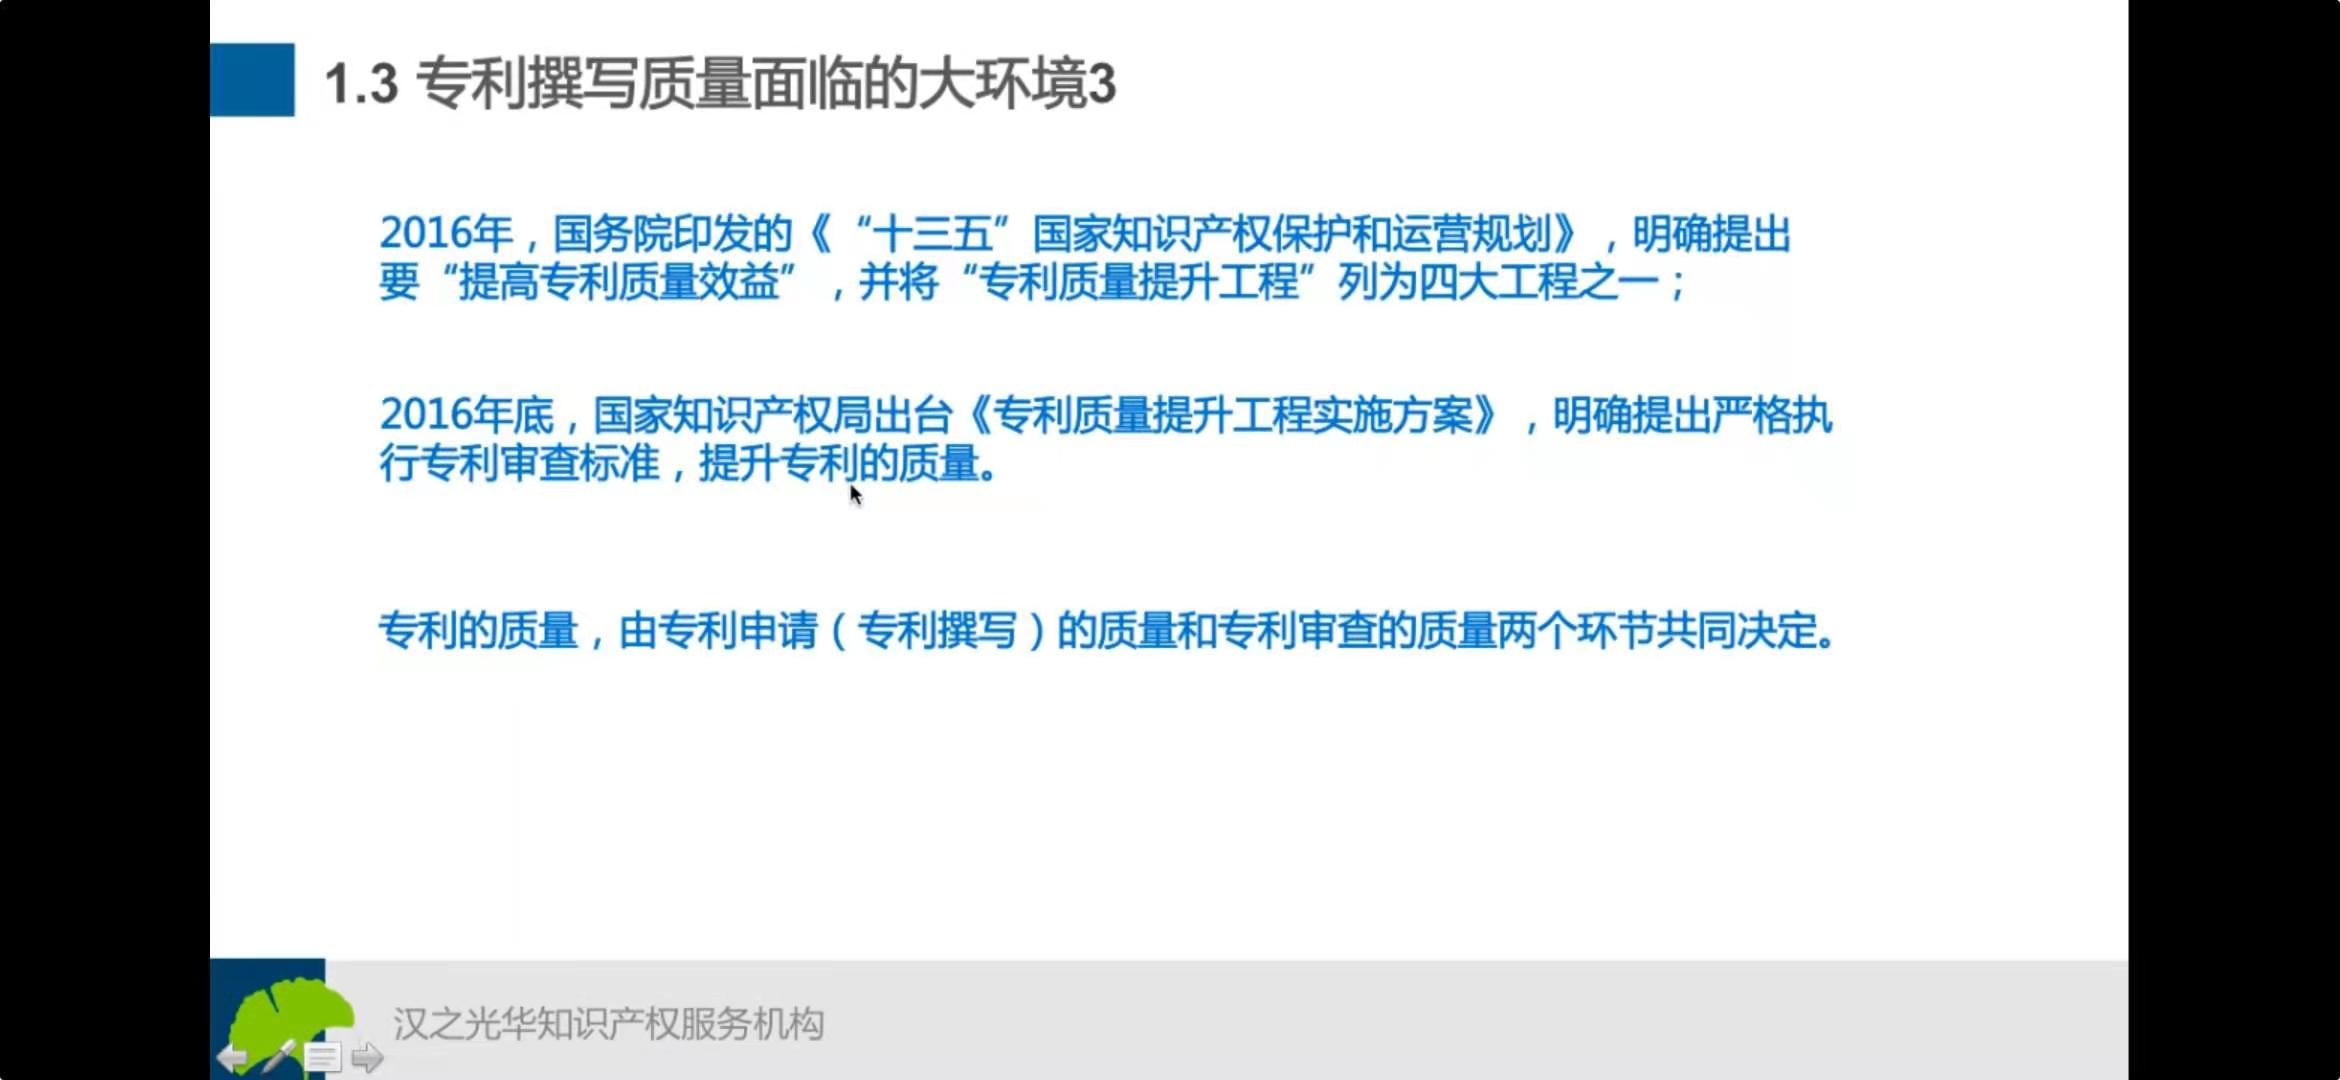 1.3 专利撰写质量面临的大环境3
2016年，国务院印发的《“十三五”国家知识产权保护和运营规划》，明确提出
要“提高专利质量效益”，并将“专利质量提升工程”列为四大工程之一；
2016年底，国家知识产权局出台《专利质量提升工程实施方案》，明确提出严格执
行专利审查标准，提升专利的质量。
专利的质量，由专利申请（专利撰写）的质量和专利审查的质量两个环节共同决定。
汉之光华知识产权服务机构